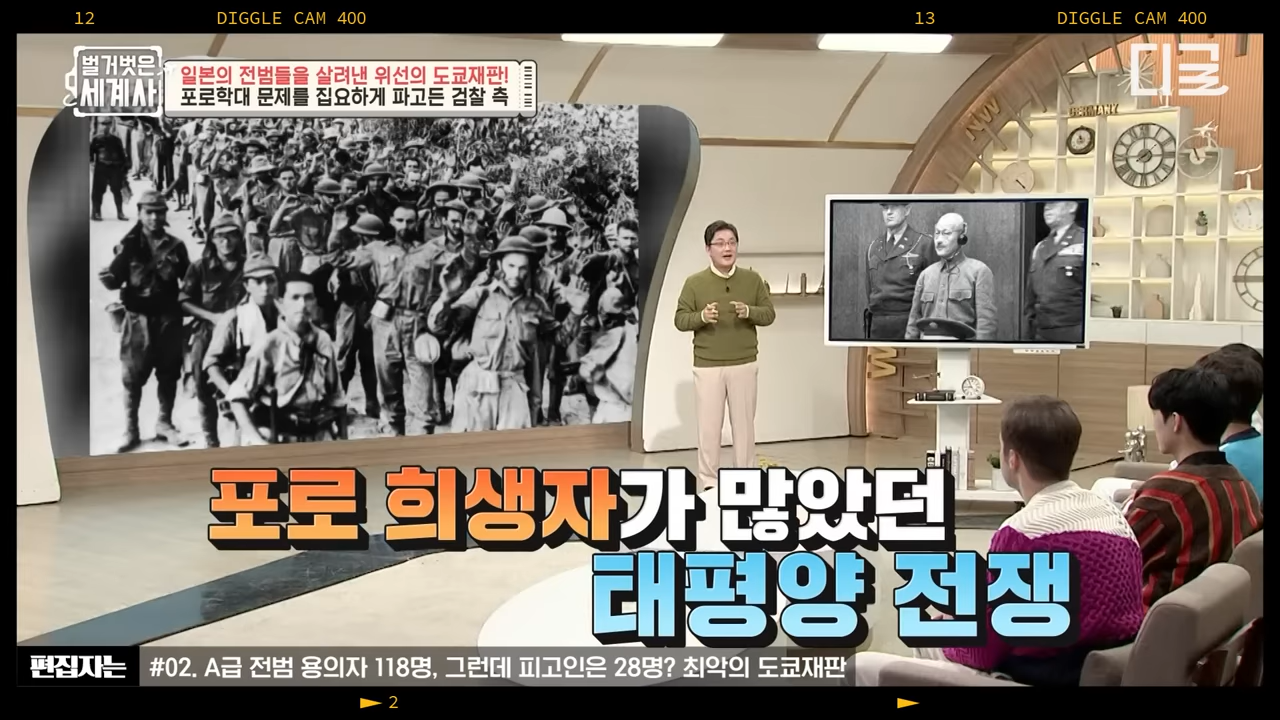 12 DIGGLE CAM 400 13 DIGGLE CAM 400
벌거벗은
세계사
일본의 전범들을 살려낸 위선의 도쿄재판!
포로학대 문제를 집요하게 파고든 검찰 측
디글
GERMANY
NW
포로 희생자가 많았던
태평양 전쟁
편집자는 #02. A급 전범 용의자 118명, 그런데 피고인은 28명? 최악의 도쿄재판
2